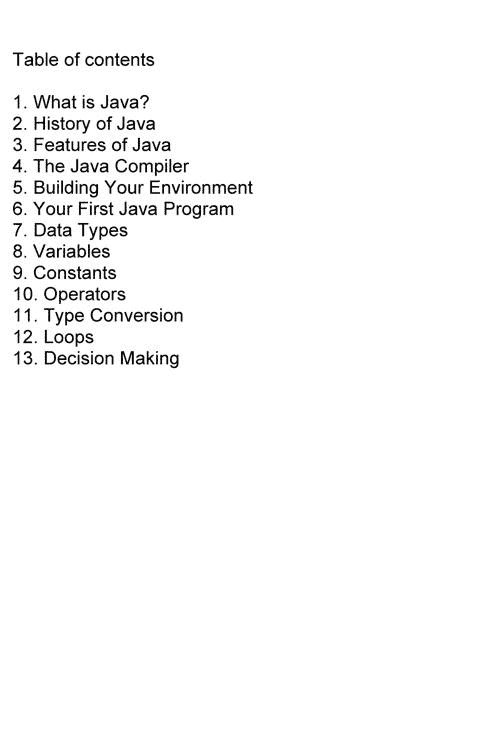 Table of contents
1. What is Java?
2. History of Java
3. Features of Java
4. The Java Compiler
5. Building Your Environment
6. Your First Java Program
7. Data Types
8. Variables
9. Constants
10. Operators
11. Type Conversion
12. Loops
13. Decision Making